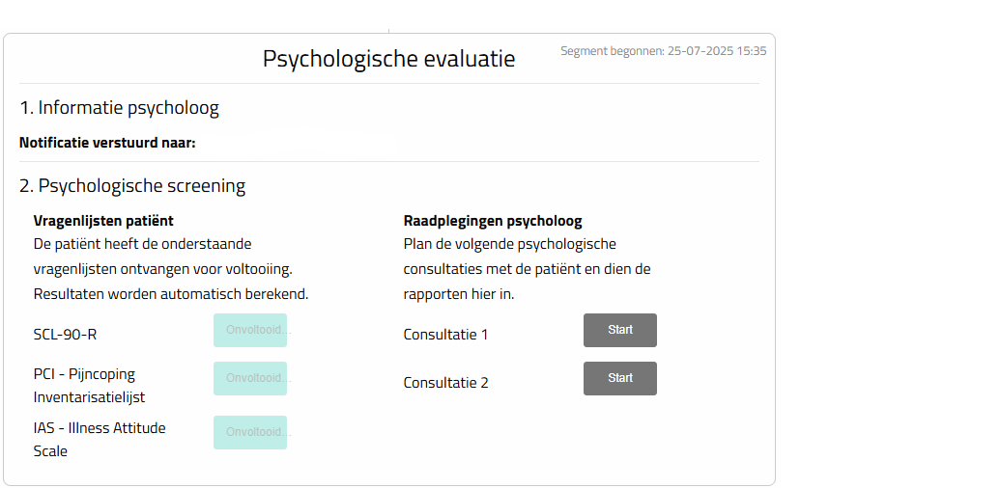 Psychologische evaluatie
Segment begonnen: 25-07-2025 15:35
1. Informatie psycholoog
Notificatie verstuurd naar:
2. Psychologische screening
Vragenlijsten patiënt
De patiënt heeft de onderstaande
vragenlijsten ontvangen voor voltooiing.
Resultaten worden automatisch berekend.
SCL-90-R
Onvoltooid...
PCI - Pijncoping
Inventarisatielijst
Onvoltooid...
IAS - Illness Attitude
Scale
Onvoltooid...
Raadplegingen psycholoog
Plan de volgende psychologische
consultaties met de patiënt en dien de
rapporten hier in.
Consultatie 1
Start
Consultatie 2
Start